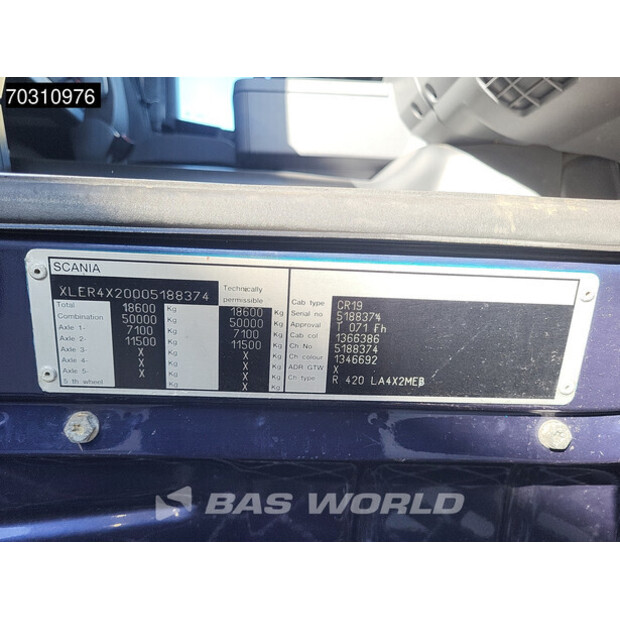 70310976
SCANIA
XLER4X20005188374 Technically permissible
Total 18600 Kg 18600 Kg
Combination 50000 Kg 50000 Kg
Axle 1- 7100 Kg 7100 Kg
Axle 2- 11500 Kg 11500 Kg
Axle 3- X Kg X Kg
Axle 4- X Kg X Kg
Axle 5- X Kg X Kg
5 th wheel X Kg X Kg
Cab type CR19
Serial no 5188374
Approval T 071 Fh
Cab col 1366386
Ch No 5188374
Ch colour 1346692
ADR GTW X
Ch type R 420 LA4X2MEB
BAS WORLD